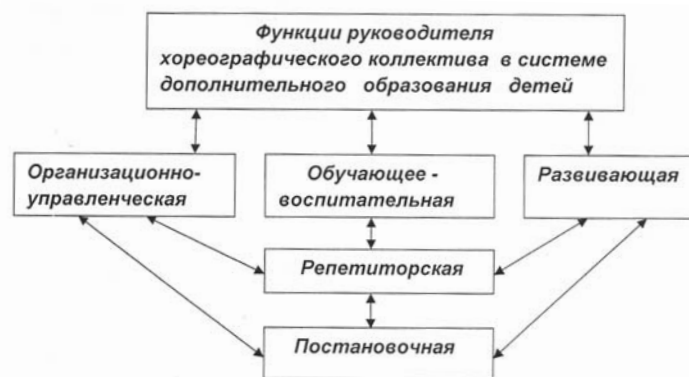 Функции руководителя
хореографического коллектива в системе
дополнительного образования детей
Организационно-
управленческая
Обучающее -
воспитательная
Развивающая
Репетиторская
Постановочная